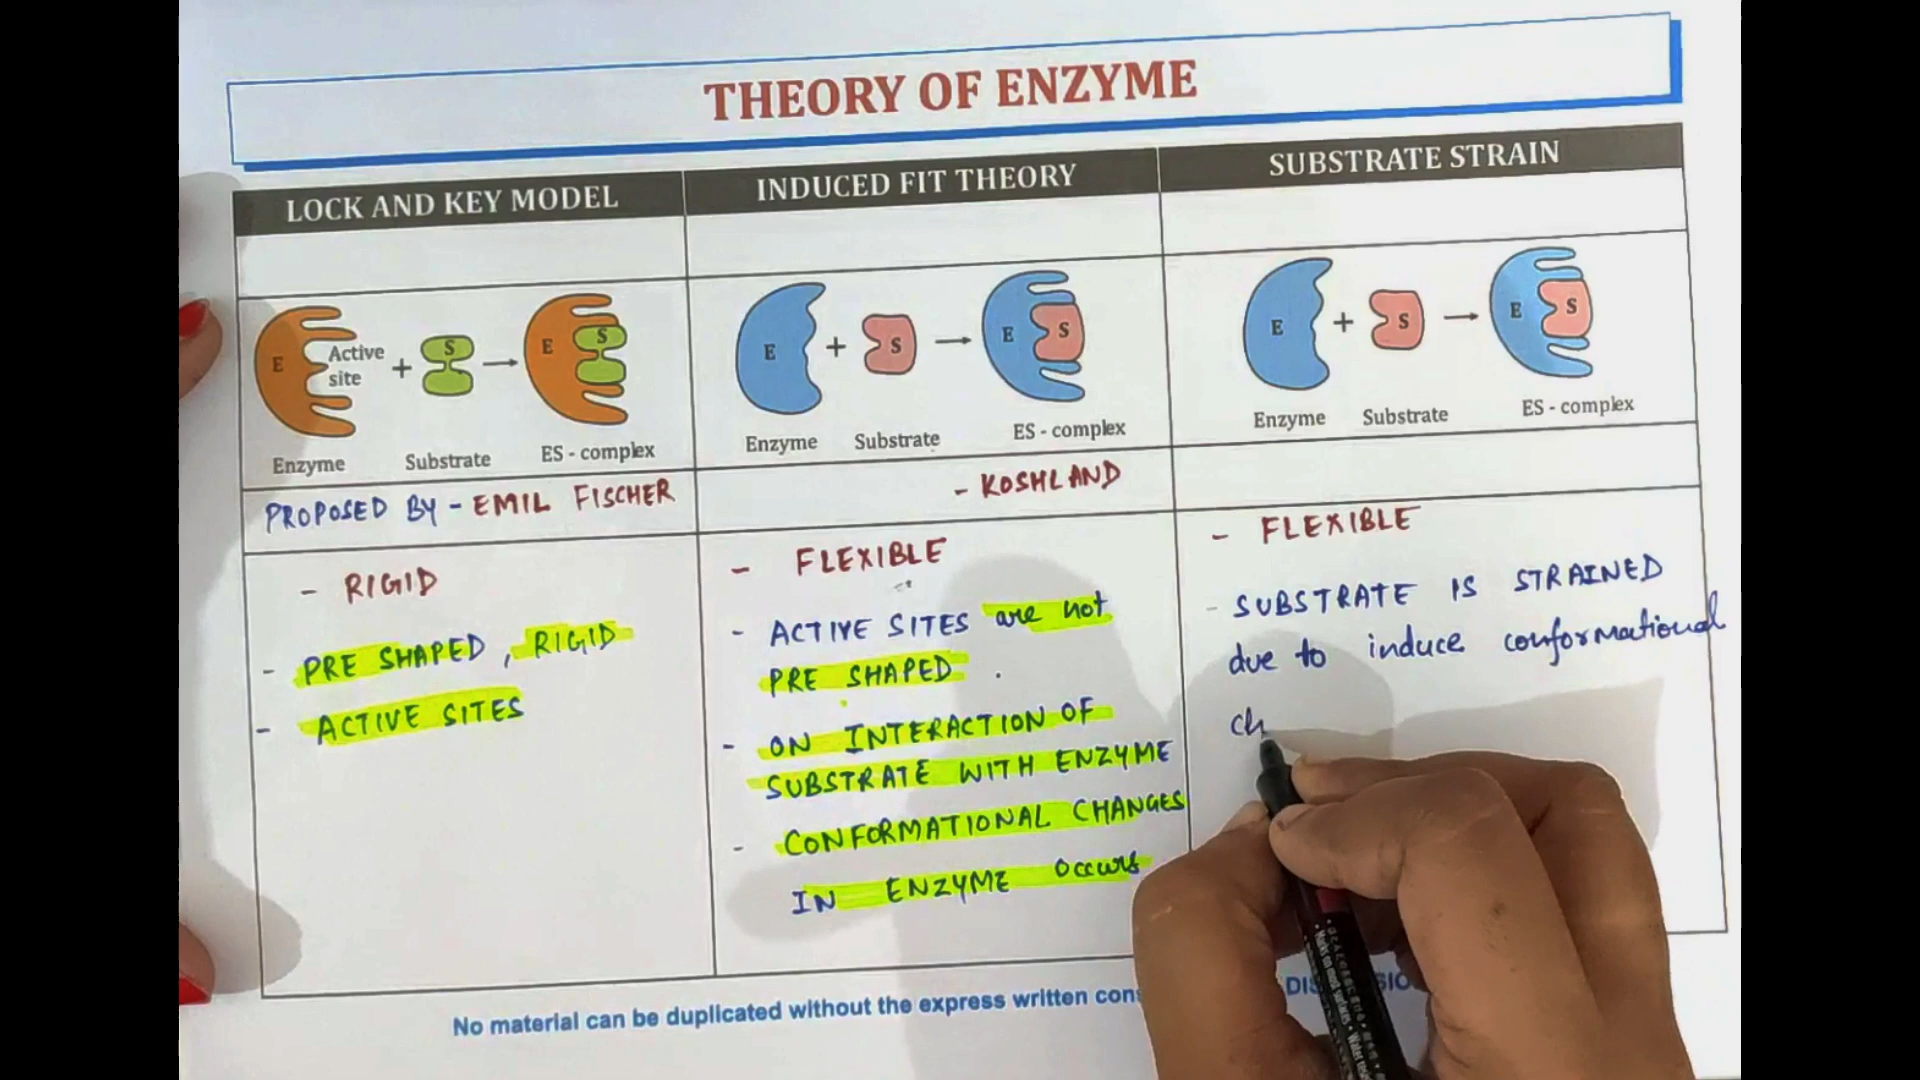 THEORY OF ENZYME
LOCK AND KEY MODEL
INDUCED FIT THEORY
SUBSTRATE STRAIN
E
Active
site
+
S
E
S
Enzyme
Substrate
ES - complex
E
+
S
E
S
Enzyme
Substrate
ES - complex
E
+
S
E
S
Enzyme
Substrate
ES - complex
PROPOSED BY - EMIL FISCHER
- KOSHLAND
- RIGID
- PRE SHAPED, RIGID
- ACTIVE SITES
- FLEXIBLE
- ACTIVE SITES are not
PRE SHAPED.
- ON INTERACTION OF
SUBSTRATE WITH ENZYME
- CONFORMATIONAL CHANGES
IN ENZYME occurs
- FLEXIBLE
- SUBSTRATE IS STRAINED
due to induce conformational
ch
No material can be duplicated without the express written